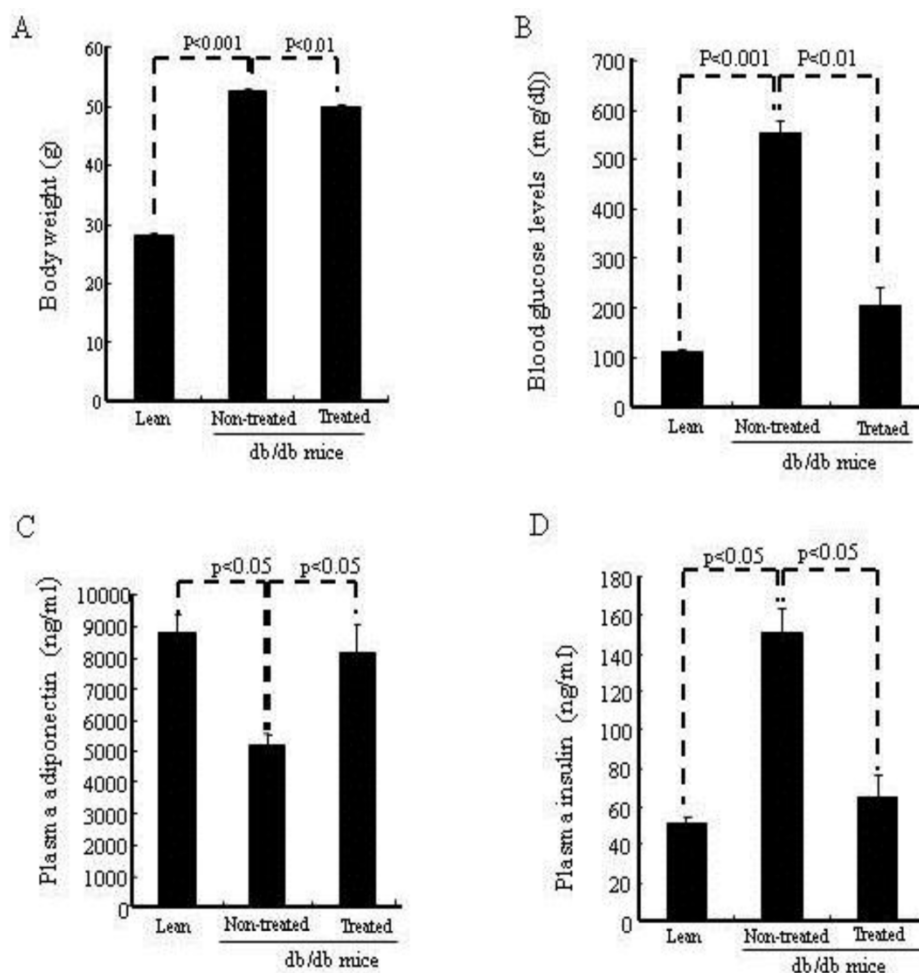 A
P<0.001
P<0.01
60
50
40
30
20
10
0
Body weight (g)
Lean
Non-treated
Treated
db/db mice
B
P<0.001
P<0.01
700
600
500
400
300
200
100
0
Blood glucose levels (mg/dl))
Lean
Non-treated
Tretaed
db/db mice
C
p<0.05
p<0.05
10000
9000
8000
7000
6000
5000
4000
3000
2000
1000
0
Plasma adiponectin (ng/ml)
Lean
Non-treated
Treated
db/db mice
D
p<0.05
p<0.05
180
160
140
120
100
80
60
40
20
0
Plasma insulin (ng/ml)
Lean
Non-treated
Treated
db/db mice